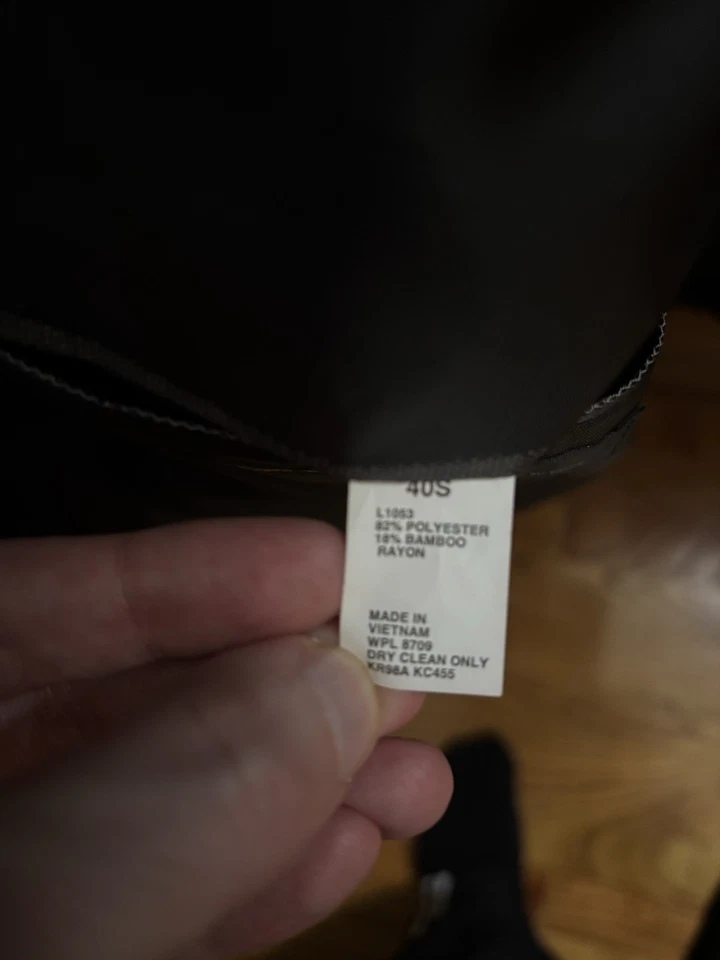 40S
L1053
82% POLYESTER
18% BAMBOO
RAYON
MADE IN
VIETNAM
WPL 8709
DRY CLEAN ONLY
KR98A KC455